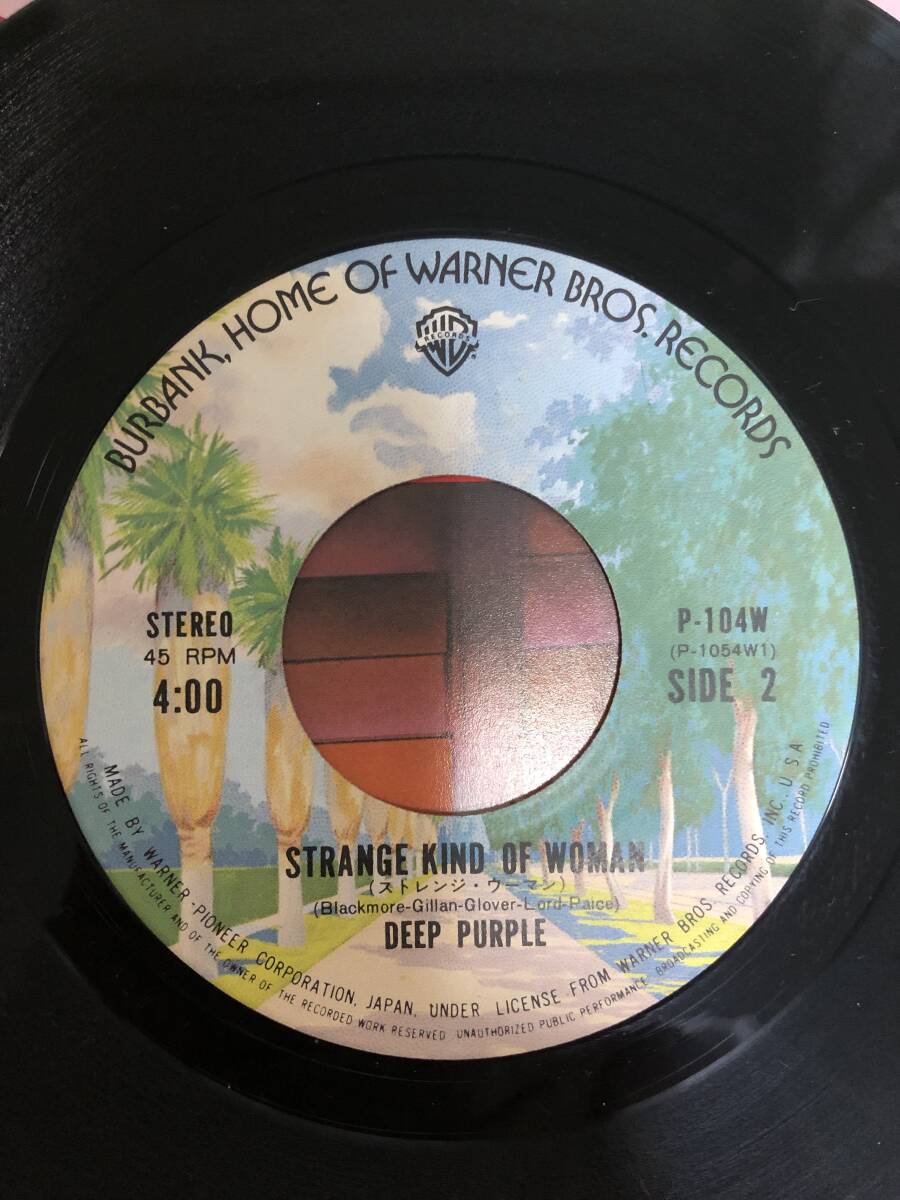 BURBANK, HOME OF WARNER BROS. RECORDS
RECORDS
STEREO
45 RPM
4:00
P-104W
(P-1054W1)
SIDE 2
STRANGE KIND OF WOMAN
(ストレンジ・ウーマン)
(Blackmore-Gillan-Glover-Lord-Paice)
DEEP PURPLE
MADE BY WARNER-PIONEER CORPORATION, JAPAN, UNDER LICENSE FROM WARNER BROS. RECORDS, INC., U.S.A.
ALL RIGHTS OF THE MANUFACTURER AND OF THE OWNER OF THE RECORDED WORK RESERVED UNAUTHORIZED PUBLIC PERFORMANCE BROADCASTING AND COPYING OF THIS RECORD PROHIBITED